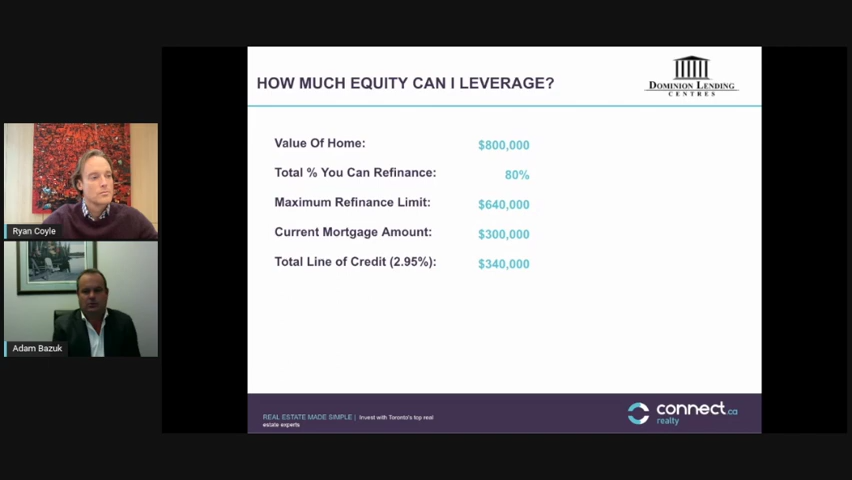 HOW MUCH EQUITY CAN I LEVERAGE?
DOMINION LENDING
CENTRES
Value Of Home: $800,000
Total % You Can Refinance: 80%
Maximum Refinance Limit: $640,000
Current Mortgage Amount: $300,000
Total Line of Credit (2.95%): $340,000
Ryan Coyle
Adam Bazuk
REAL ESTATE MADE SIMPLE | Invest with Toronto's top real
estate experts
connect.ca
realty